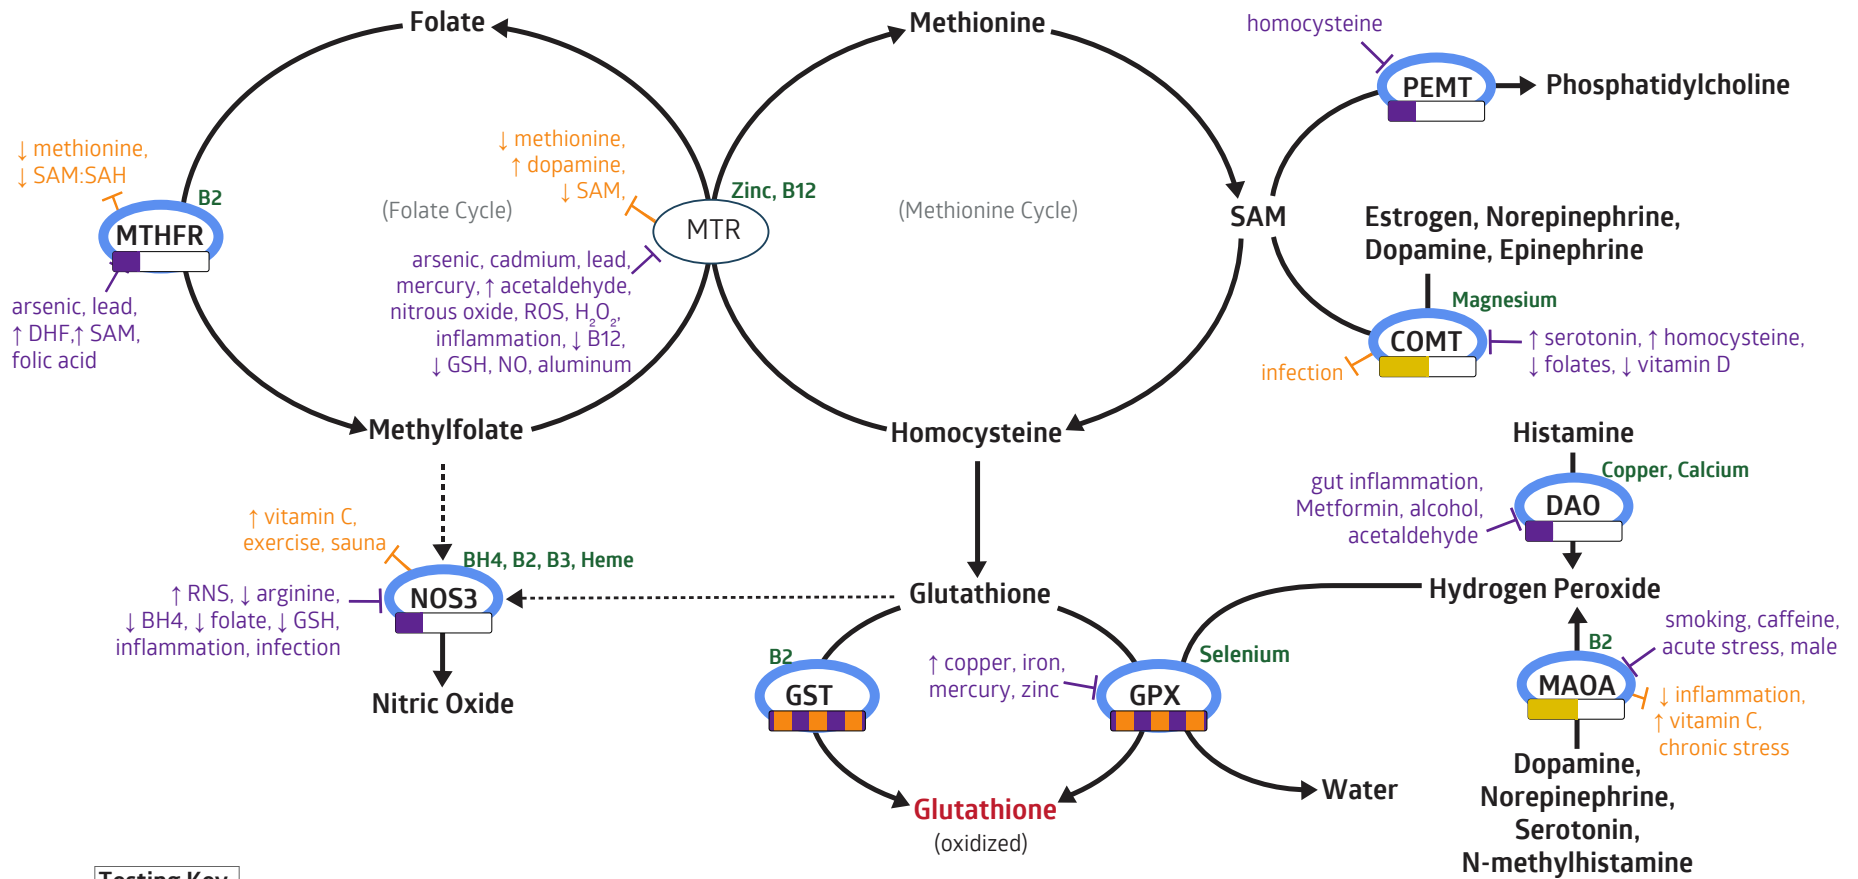 Folate
Methionine
homocysteine
PEMT
Phosphatidylcholine
↓ methionine,
↓ SAM:SAH
B2
MTHFR
arsenic, lead,
↑ DHF,↑ SAM,
folic acid
(Folate Cycle)
↓ methionine,
↑ dopamine,
↓ SAM,
Zinc, B12
MTR
arsenic, cadmium, lead,
mercury, ↑ acetaldehyde,
nitrous oxide, ROS, H₂O₂,
inflammation, ↓ B12,
↓ GSH, NO, aluminum
(Methionine Cycle)
SAM
Estrogen, Norepinephrine,
Dopamine, Epinephrine
Magnesium
COMT
infection
↑ serotonin, ↑ homocysteine,
↓ folates, ↓ vitamin D
Methylfolate
Homocysteine
Histamine
Copper, Calcium
gut inflammation,
Metformin, alcohol,
acetaldehyde
DAO
↑ vitamin C,
exercise, sauna
BH4, B2, B3, Heme
NOS3
↑ RNS, ↓ arginine,
↓ BH4, ↓ folate, ↓ GSH,
inflammation, infection
Nitric Oxide
Glutathione
Hydrogen Peroxide
B2
GST
↑ copper, iron,
mercury, zinc
Selenium
GPX
smoking, caffeine,
acute stress, male
B2
MAOA
↓ inflammation,
↑ vitamin C,
chronic stress
Glutathione
(oxidized)
Water
Dopamine,
Norepinephrine,
Serotonin,
N-methylhistamine
Testing Key